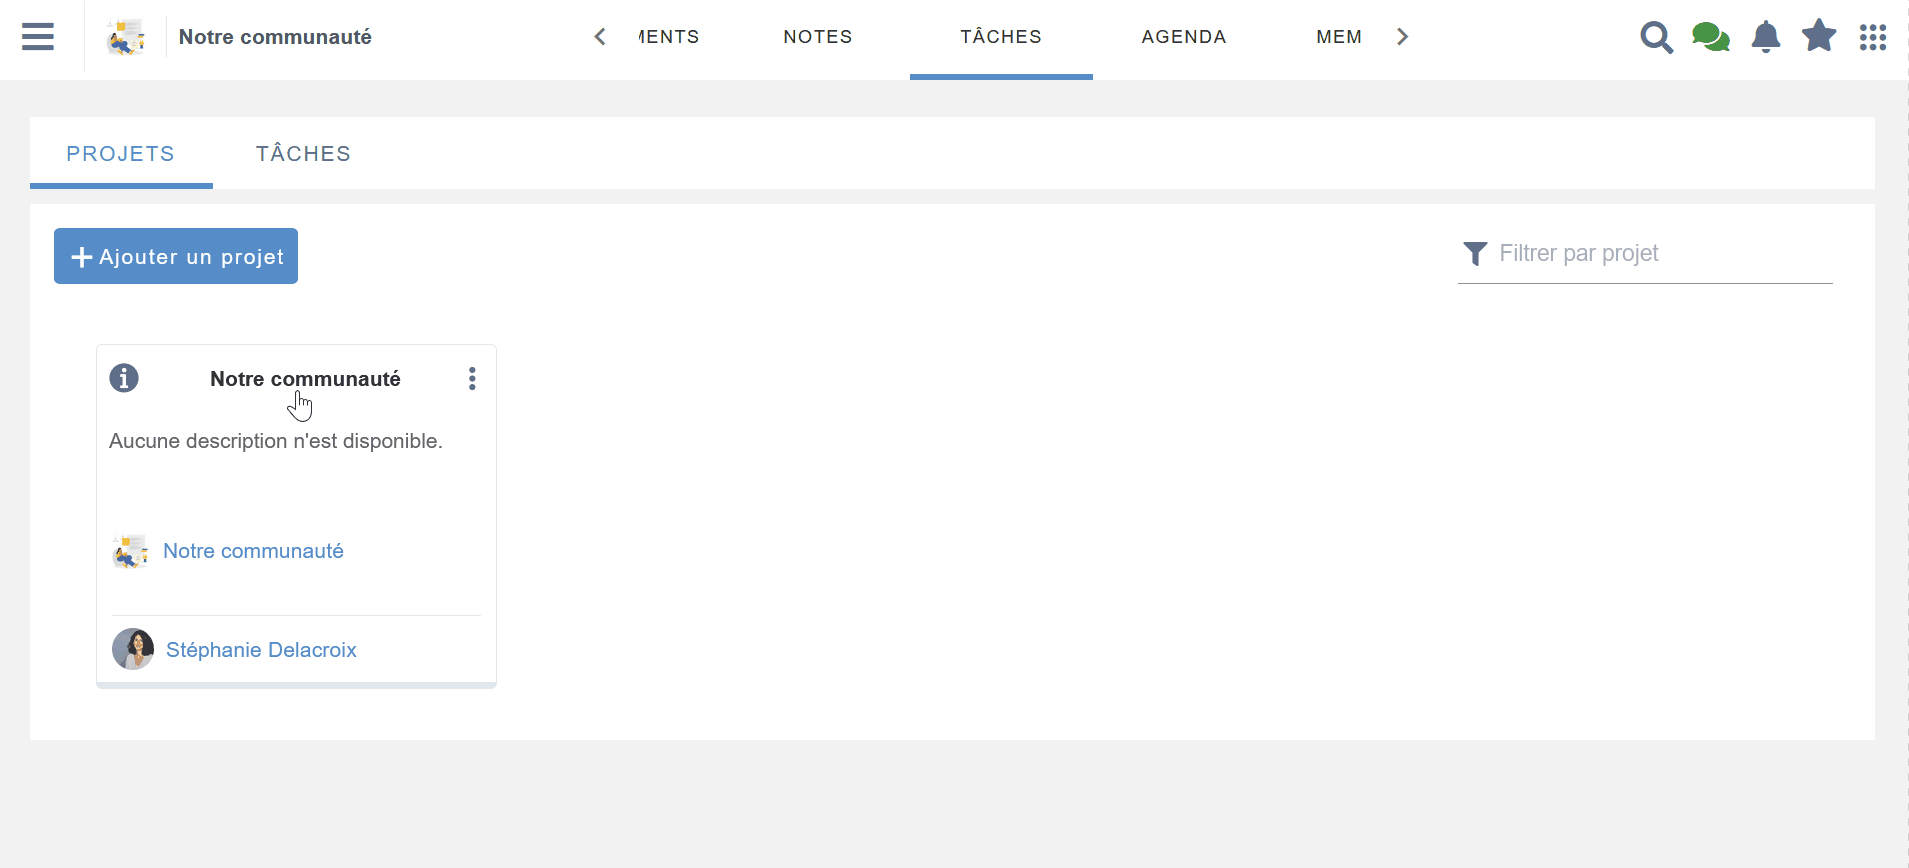 Notre communauté
MENTS NOTES TÂCHES AGENDA MEM
PROJETS TÂCHES
Ajouter un projet
Filtrer par projet
Notre communauté
Aucune description n'est disponible.
Notre communauté
Stéphanie Delacroix